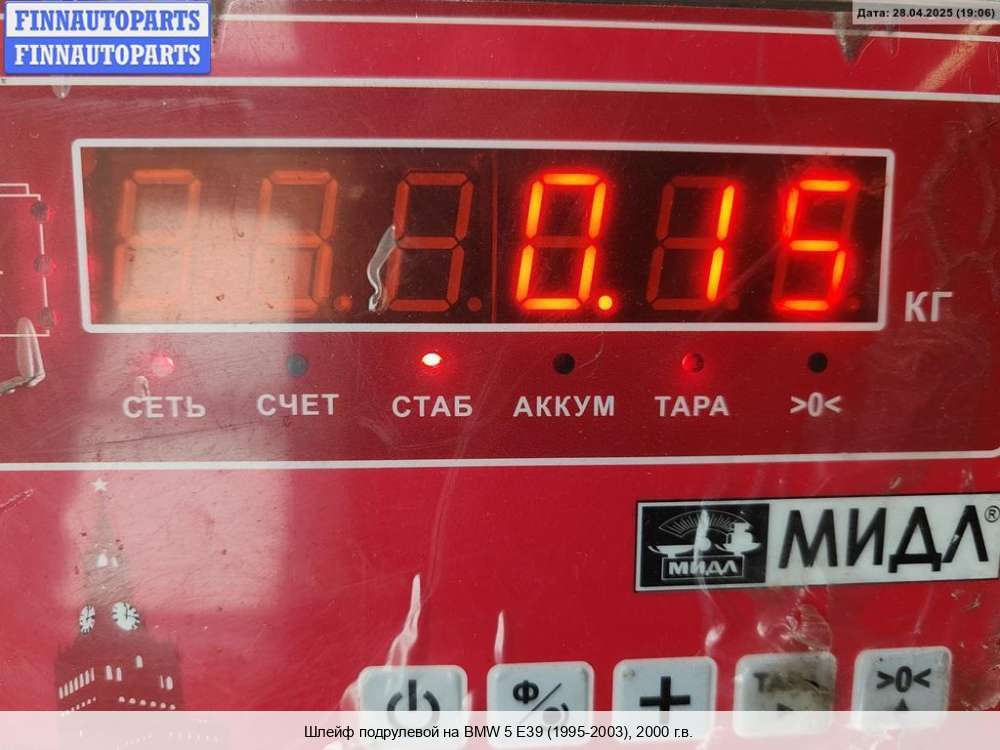 FINNAUTOPARTS
FINNAUTOPARTS
Дата: 28.04.2025 (19:06)
0.15
КГ
СЕТЬ СЧЕТ СТАБ АККУМ ТАРА >0<
МИДЛ
МИДЛ®
Ф/
+
>0<
Шлейф подрулевой на BMW 5 E39 (1995-2003), 2000 г.в.